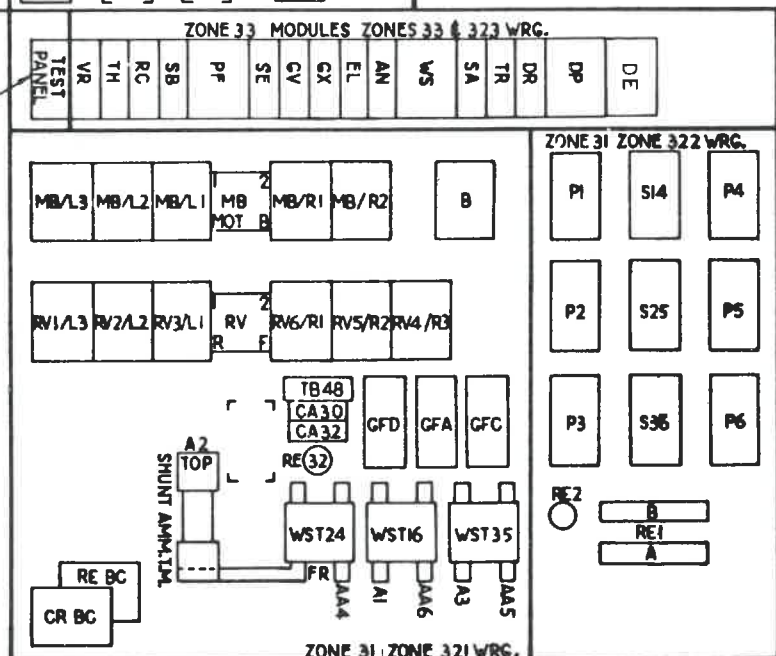 ZONE 33 MODULES ZONES 33 & 323 WRG.
TEST PANEL
VR
TH
RC
SB
PF
SE
GV
GX
EL
AN
WS
SA
TR
DR
DP
DE
ZONE 31 ZONE 322 WRG.
MB/L3 MB/L2 MB/L1
1 2
MB
MOT B
MB/R1 MB/R2
B
P1 S14 P4
RV1/L3 RV2/L2 RV3/L1
1 2
RV
R F
RV6/R1 RV5/R2 RV4/R3
P2 S25 P5
TB48
CA30
CA32
RE 32
GFD GFA GFC
P3 S36 P6
A2
TOP
SHUNT AMM.T.M.
WST24 WST16 WST35
FR
AA4
A1
AA6
A3
AA5
RE2
B
RE1
A
RE BC
CR BC
ZONE 31 ZONE 321 WRG.